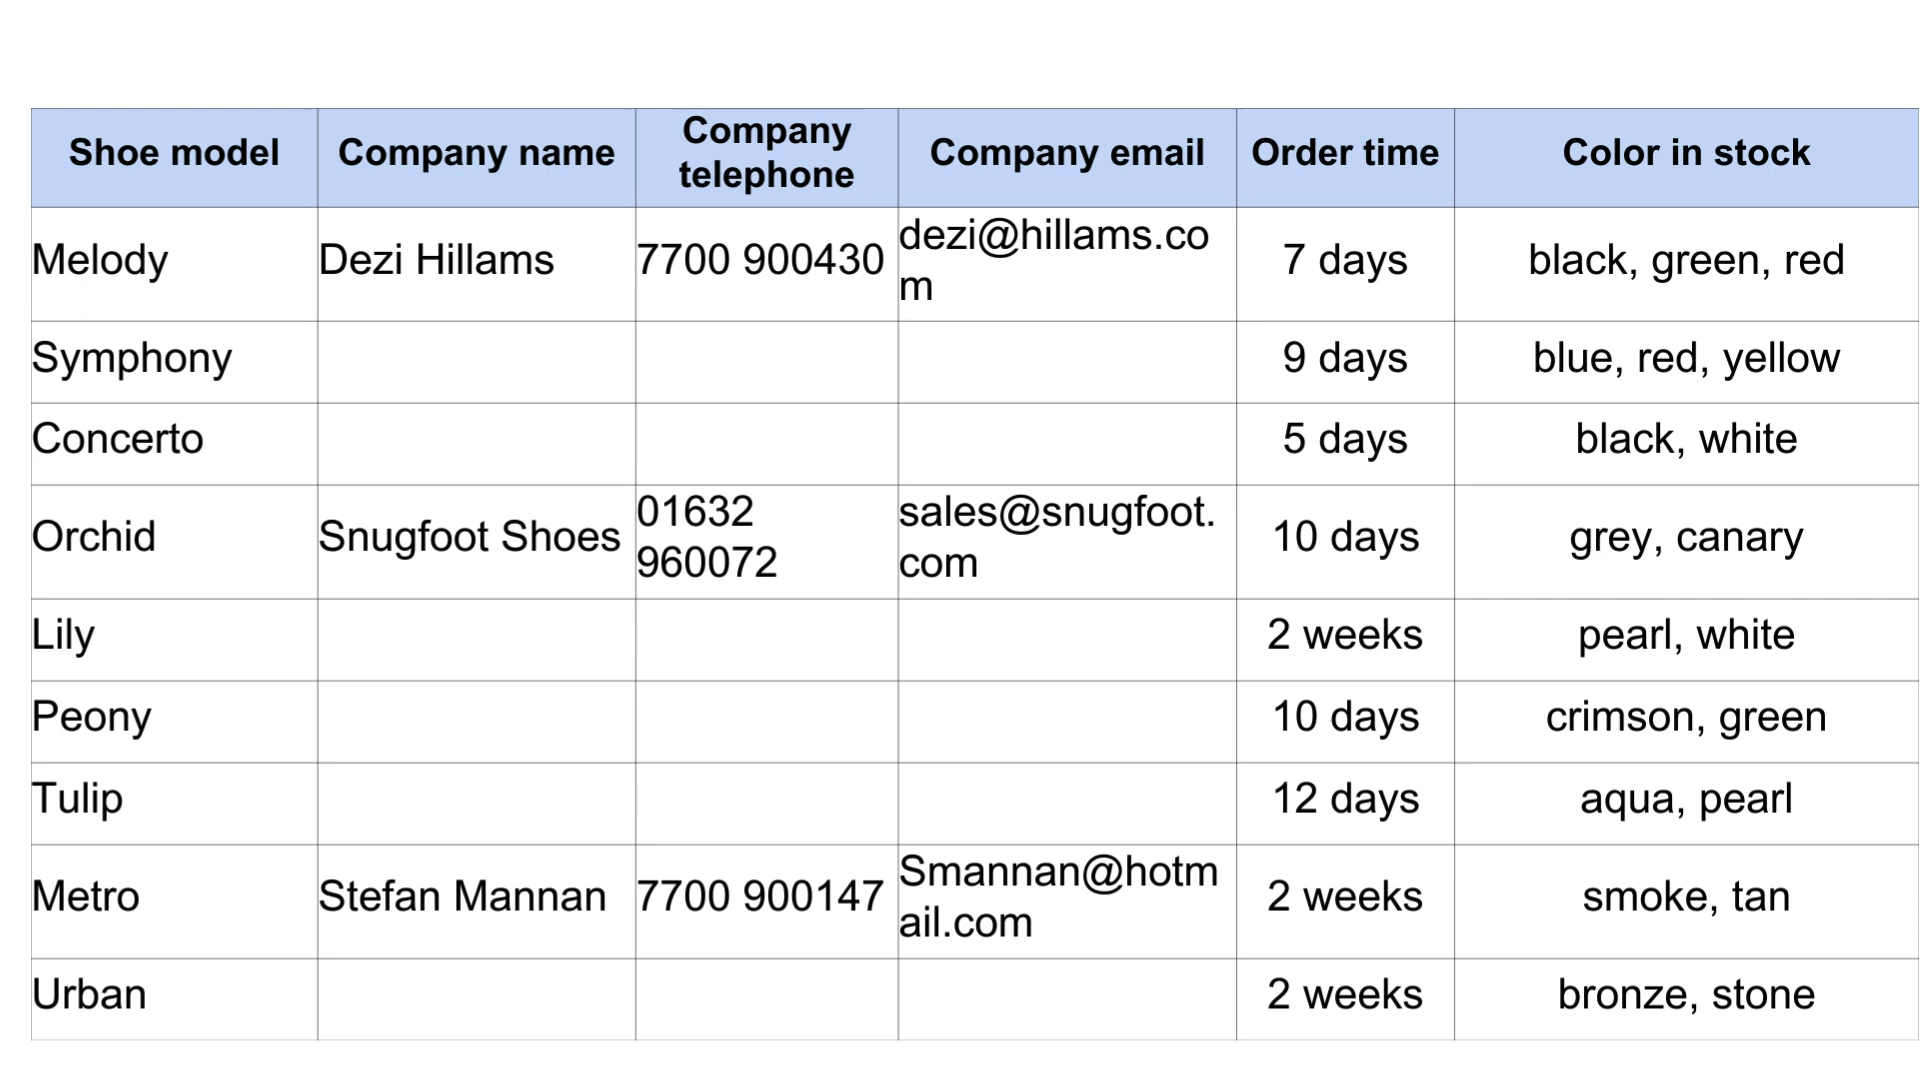 Shoe model Company name Company telephone Company email Order time Color in stock
Melody Dezi Hillams 7700 900430 dezi@hillams.co
m 7 days black, green, red
Symphony 9 days blue, red, yellow
Concerto 5 days black, white
Orchid Snugfoot Shoes 01632
960072 sales@snugfoot.
com 10 days grey, canary
Lily 2 weeks pearl, white
Peony 10 days crimson, green
Tulip 12 days aqua, pearl
Metro Stefan Mannan 7700 900147 Smannan@hotm
ail.com 2 weeks smoke, tan
Urban 2 weeks bronze, stone